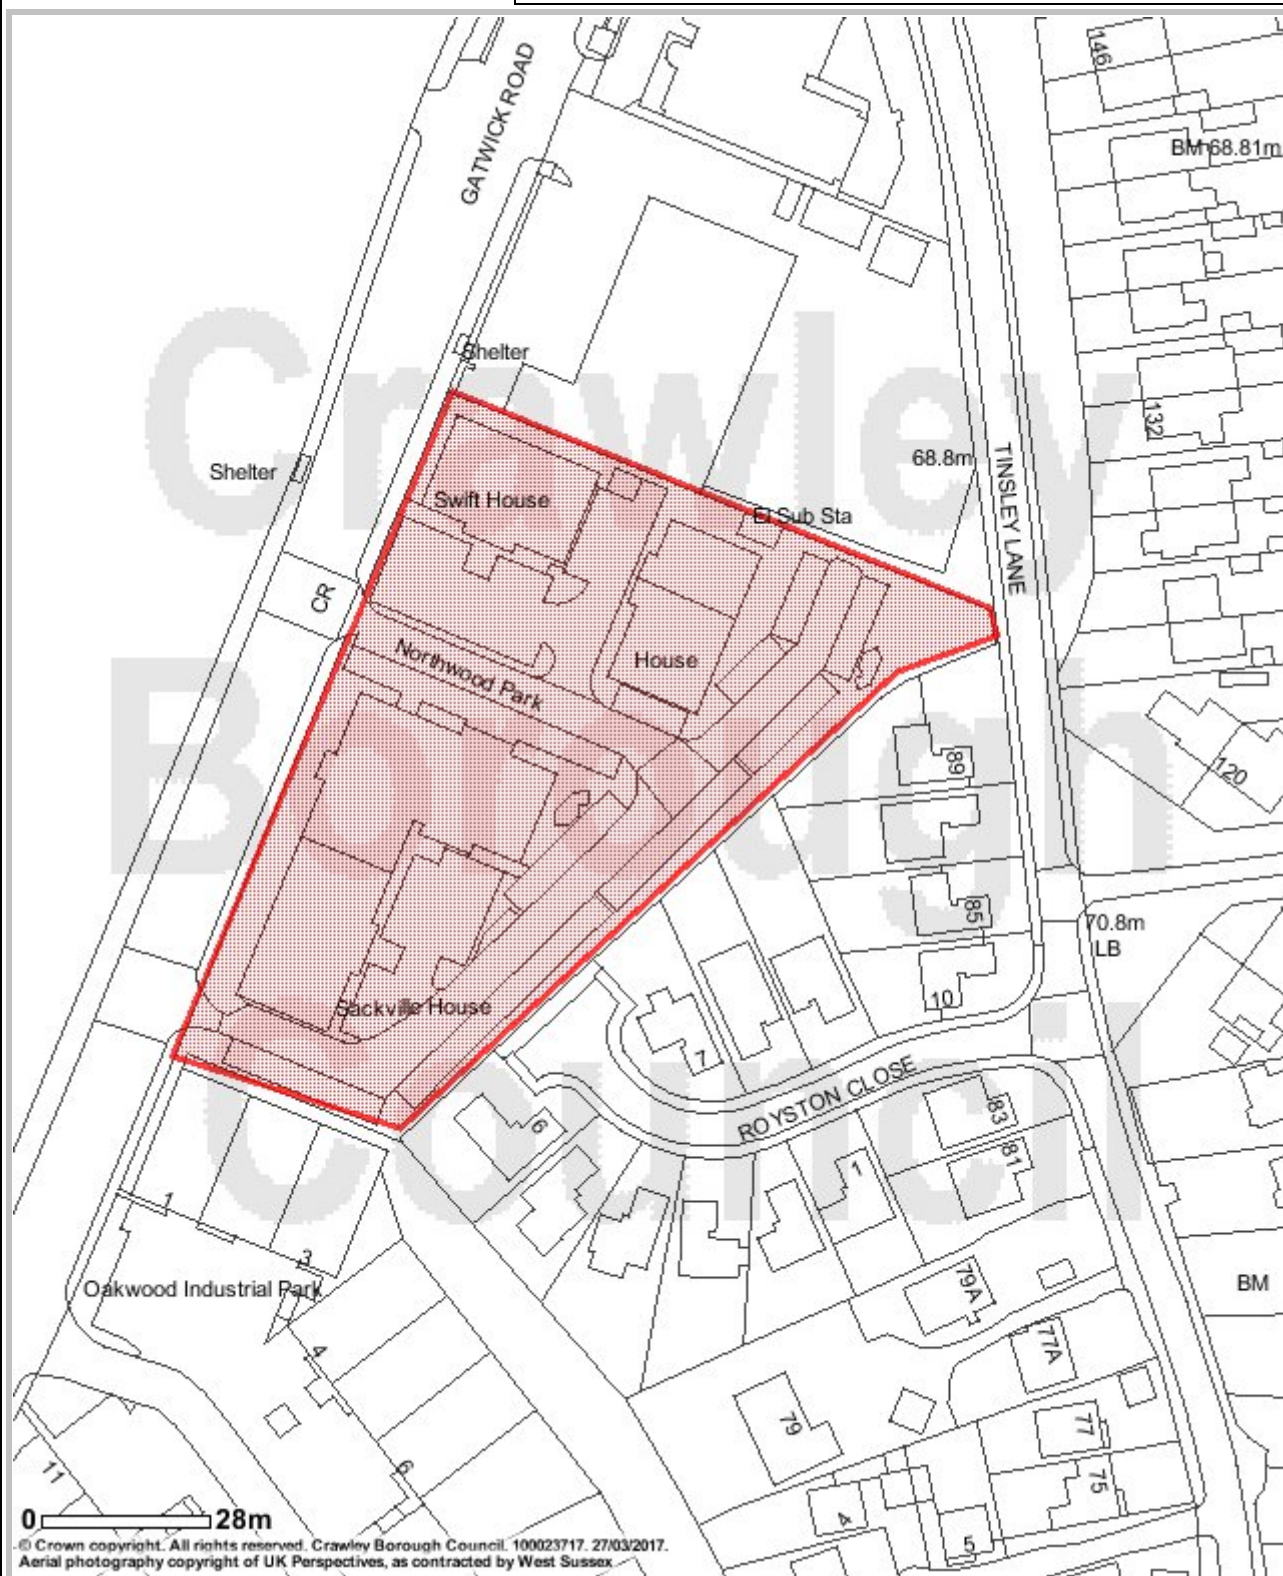 GATWICK ROAD
146
BM 68.81m
Shelter
Shelter
132
68.8m
TINSLEY LANE
Swift House
El Sub Sta
CR
Northwood Park
House
89
120
85
70.8m
LB
Sackville House
10
7
ROYSTON CLOSE
6
83
81
1
1
3
79A
BM
Oakwood Industrial Park
77A
4
79
77
75
11
6
4
5
0 28m
© Crown copyright. All rights reserved. Crawley Borough Council. 100023717. 27/03/2017.
Aerial photography copyright of UK Perspectives, as contracted by West Sussex
Crawley
Borough
Council